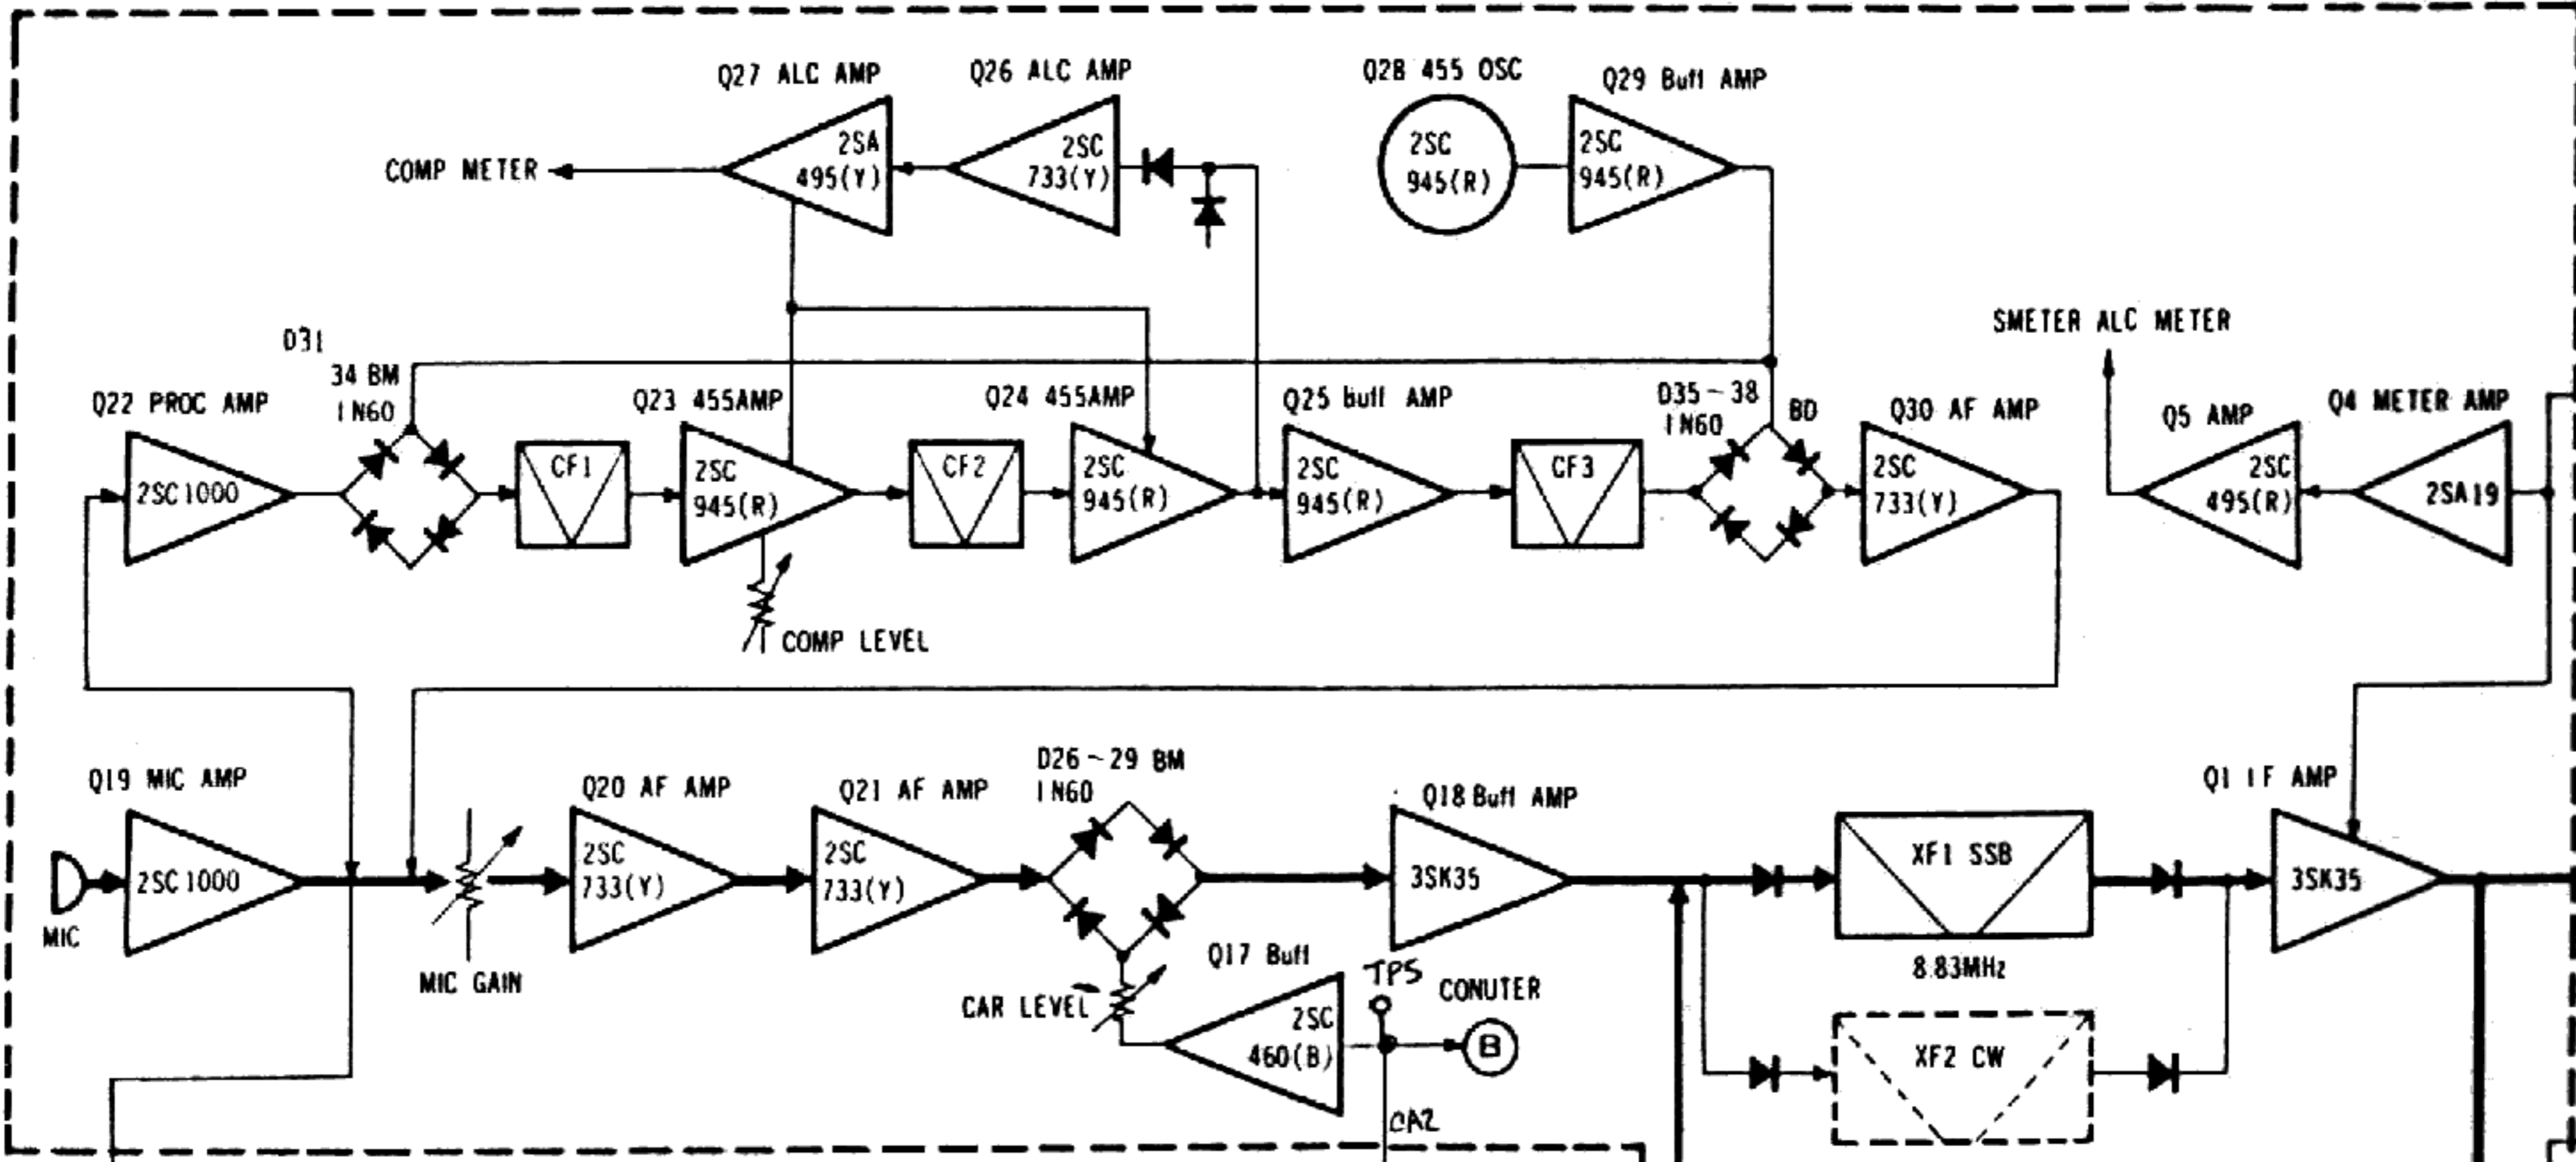 Q27 ALC AMP
Q26 ALC AMP
Q28 455 OSC
Q29 Buff AMP
2SA
495(Y)
2SC
733(Y)
2SC
945(R)
2SC
945(R)
COMP METER
SMETER ALC METER
D31
34 BM
1N60
Q22 PROC AMP
Q23 455AMP
Q24 455AMP
Q25 buff AMP
D35-38
1N60
BD
Q30 AF AMP
Q5 AMP
Q4 METER AMP
2SC1000
CF1
2SC
945(R)
CF2
2SC
945(R)
2SC
945(R)
CF3
2SC
733(Y)
2SC
495(R)
2SA19
COMP LEVEL
Q19 MIC AMP
Q20 AF AMP
Q21 AF AMP
D26~29 BM
1N60
Q18 Buff AMP
Q1 IF AMP
2SC1000
2SC
733(Y)
2SC
733(Y)
3SK35
XF1 SSB
3SK35
MIC
MIC GAIN
CAR LEVEL
Q17 Buff
TP5
CONUTER
8.83MHz
2SC
460(B)
B
XF2 CW
CA2